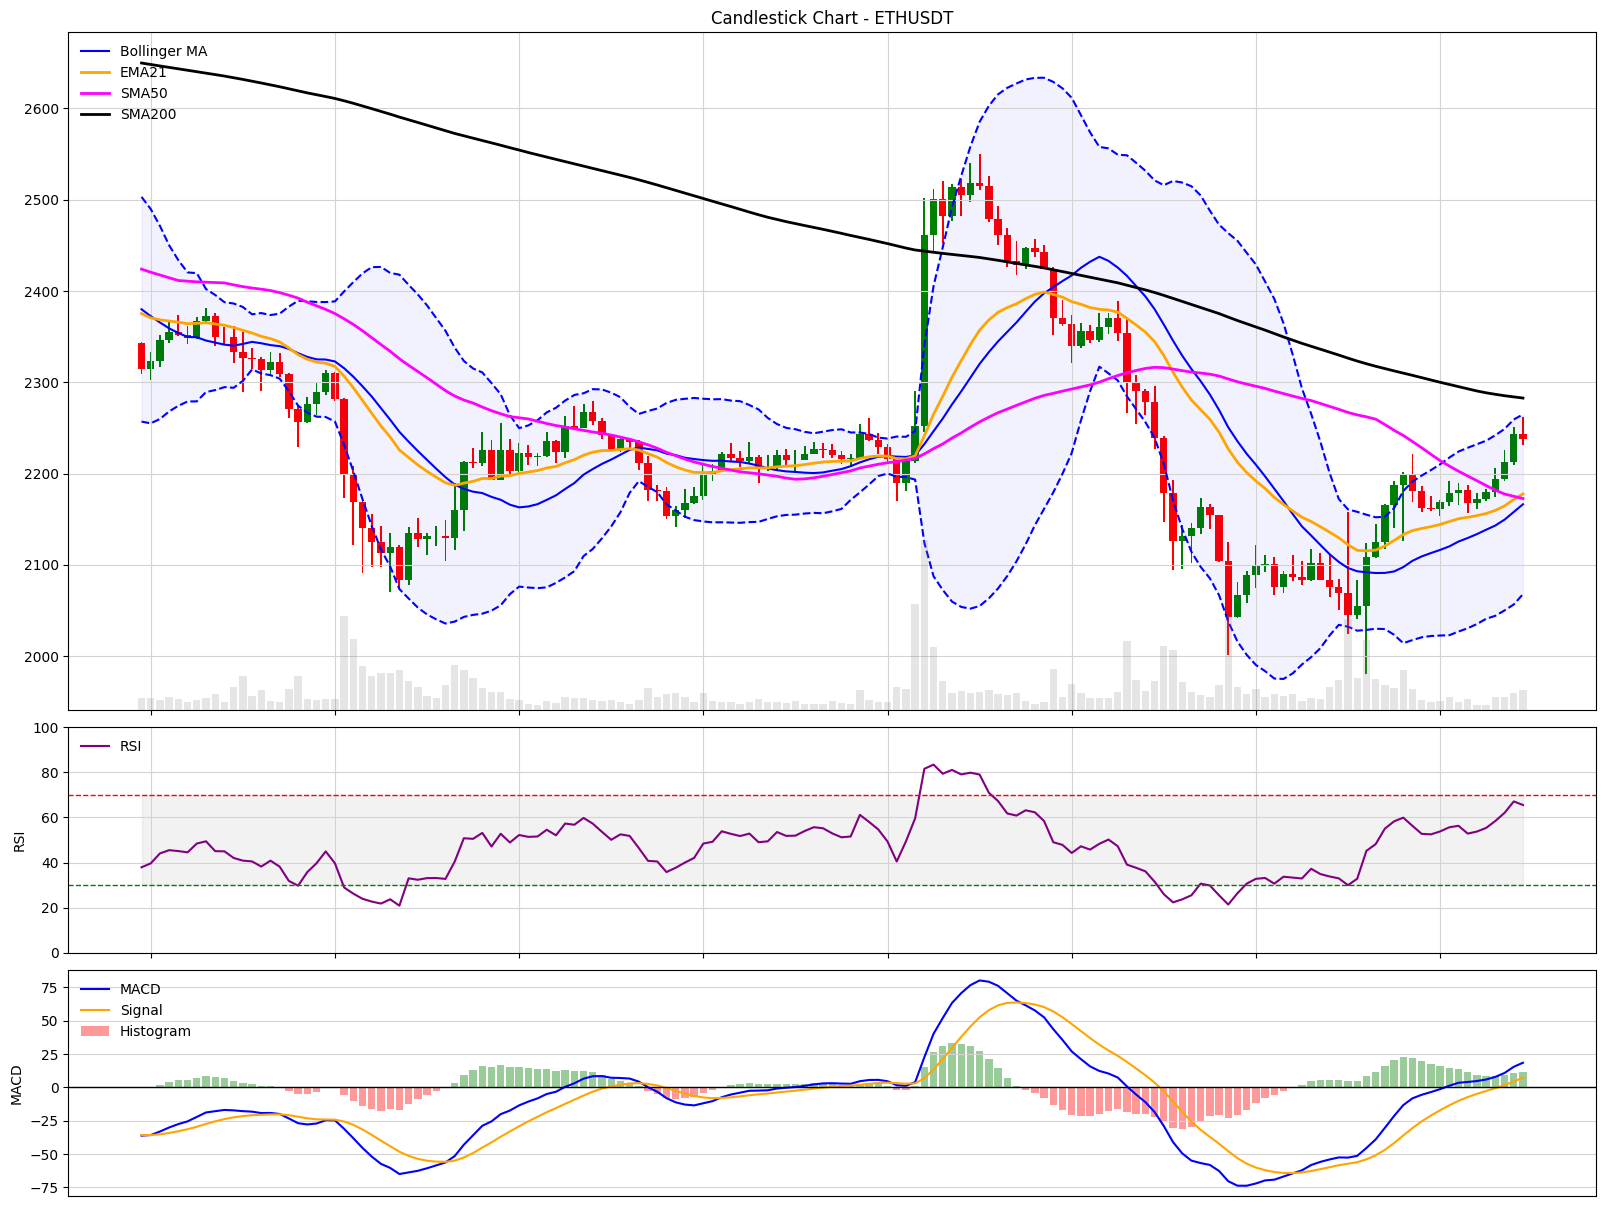 Candlestick Chart - ETHUSDT
Bollinger MA
EMA21
SMA50
SMA200
2600
2500
2400
2300
2200
2100
2000
RSI
100
80
60
40
20
0
RSI
MACD
Signal
Histogram
75
50
25
0
−25
−50
−75
MACD